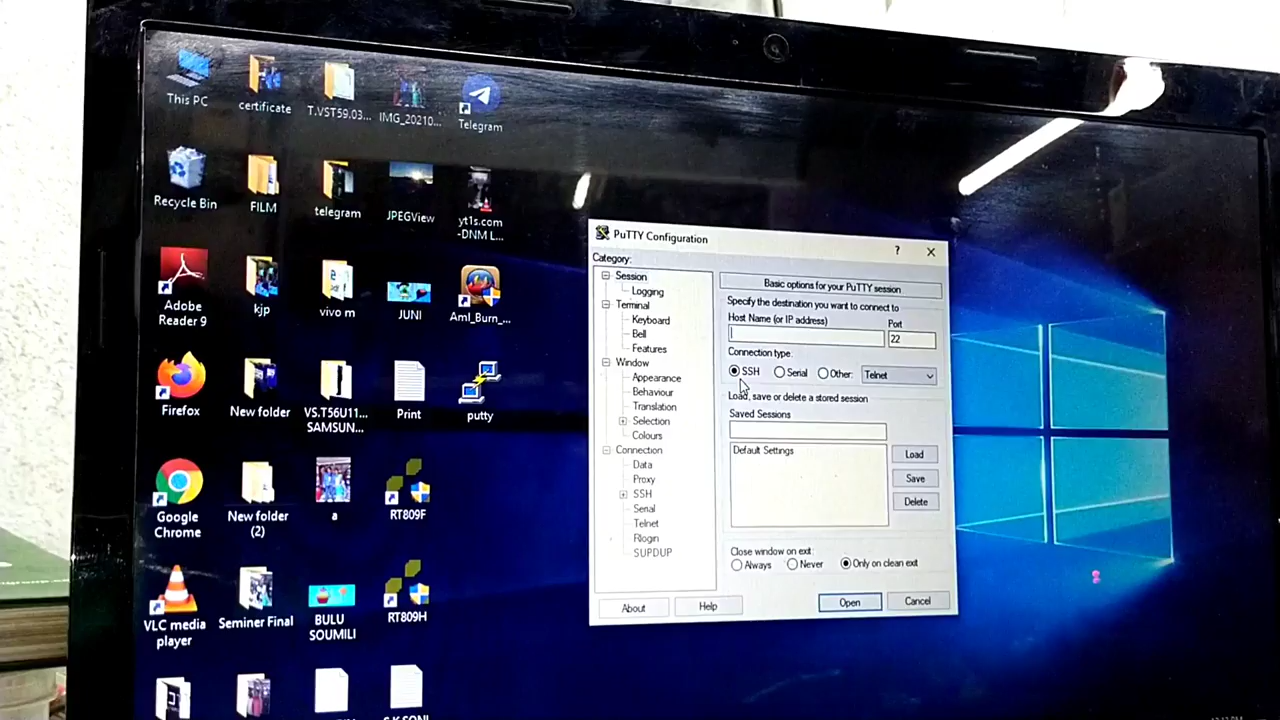 This PC
certificate
T.VST59.03...
IMG_20210...
Telegram
Recycle Bin
FILM
telegram
JPEGView
yt1s.com
-DNM L...
Adobe
Reader 9
kjp
vivo m
JUNI
Aml_Burn_...
Firefox
New folder
VS.T56U11...
SAMSUN...
Print
putty
Google
Chrome
New folder
(2)
a
RT809F
VLC media
player
Seminer Final
BULU
SOUMILI
RT809H
PuTTY Configuration
?
Category:
Session
Logging
Terminal
Keyboard
Bell
Features
Window
Appearance
Behaviour
Translation
Selection
Colours
Connection
Data
Proxy
SSH
Serial
Telnet
Rlogin
SUPDUP
Basic options for your PuTTY session
Specify the destination you want to connect to
Host Name (or IP address)
Port
22
Connection type:
SSH
Serial
Other:
Telnet
Load, save or delete a stored session
Saved Sessions
Default Settings
Load
Save
Delete
Close window on exit:
Always
Never
Only on clean exit
About
Help
Open
Cancel